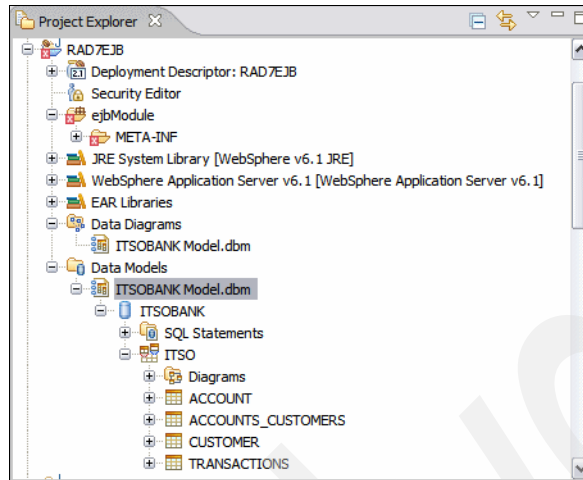 Project Explorer
RAD7EJB
2.1 Deployment Descriptor: RAD7EJB
Security Editor
ejbModule
META-INF
JRE System Library [WebSphere v6.1 JRE]
WebSphere Application Server v6.1 [WebSphere Application Server v6.1]
EAR Libraries
Data Diagrams
ITSOBANK Model.dbm
Data Models
ITSOBANK Model.dbm
ITSOBANK
SQL Statements
ITSO
Diagrams
ACCOUNT
ACCOUNTS_CUSTOMERS
CUSTOMER
TRANSACTIONS